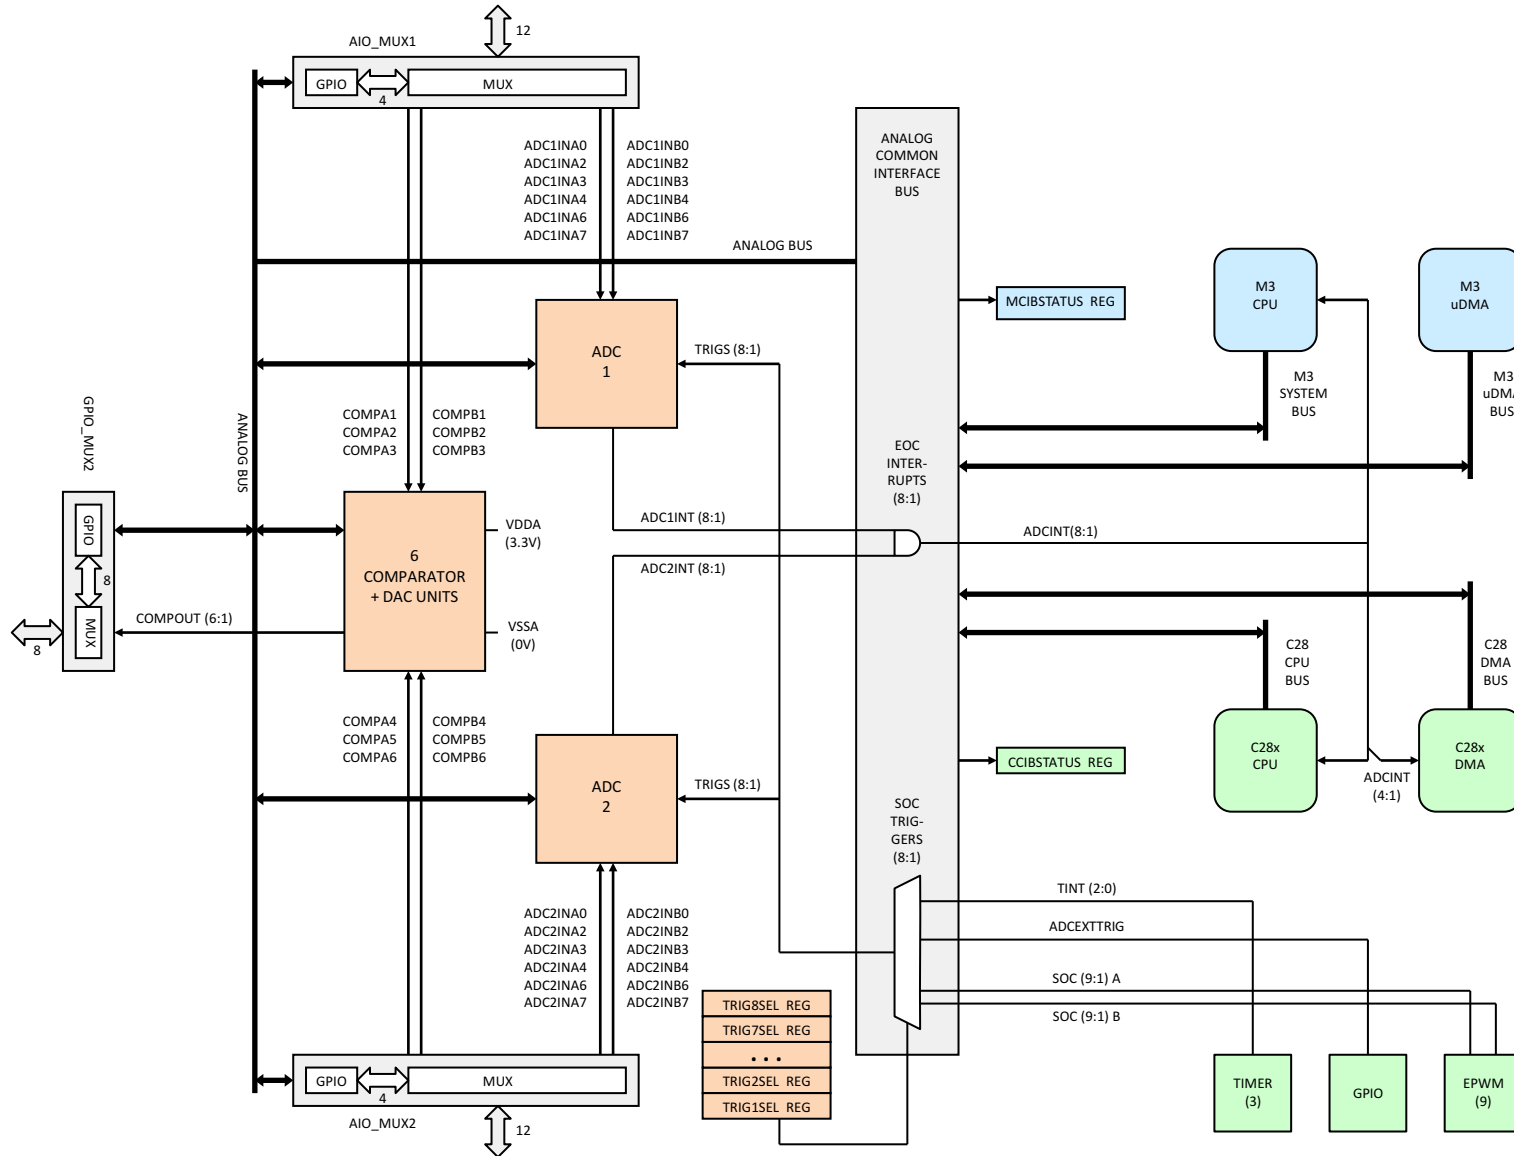 12
AIO_MUX1
GPIO
4
MUX
ADC1INA0
ADC1INA2
ADC1INA3
ADC1INA4
ADC1INA6
ADC1INA7
ADC1INB0
ADC1INB2
ADC1INB3
ADC1INB4
ADC1INB6
ADC1INB7
ANALOG
COMMON
INTERFACE
BUS
ANALOG BUS
MCIBSTATUS REG
M3
CPU
M3
uDMA
ADC
1
TRIGS (8:1)
M3
SYSTEM
BUS
M3
uDMA
BUS
GPIO_MUX2
ANALOG BUS
COMPA1
COMPA2
COMPA3
COMPB1
COMPB2
COMPB3
EOC
INTER-
RUPTS
(8:1)
GPIO
8
MUX
8
COMPOUT (6:1)
6
COMPARATOR
+ DAC UNITS
VDDA
(3.3V)
VSSA
(0V)
ADC1INT (8:1)
ADC2INT (8:1)
ADCINT(8:1)
C28
CPU
BUS
C28
DMA
BUS
COMPA4
COMPA5
COMPA6
COMPB4
COMPB5
COMPB6
ADC
2
TRIGS (8:1)
CCIBSTATUS REG
C28x
CPU
ADCINT
(4:1)
C28x
DMA
SOC
TRIG-
GERS
(8:1)
TINT (2:0)
ADCEXTTRIG
SOC (9:1) A
SOC (9:1) B
ADC2INA0
ADC2INA2
ADC2INA3
ADC2INA4
ADC2INA6
ADC2INA7
ADC2INB0
ADC2INB2
ADC2INB3
ADC2INB4
ADC2INB6
ADC2INB7
TRIG8SEL REG
TRIG7SEL REG
. . .
TRIG2SEL REG
TRIG1SEL REG
TIMER
(3)
GPIO
EPWM
(9)
GPIO
4
MUX
AIO_MUX2
12